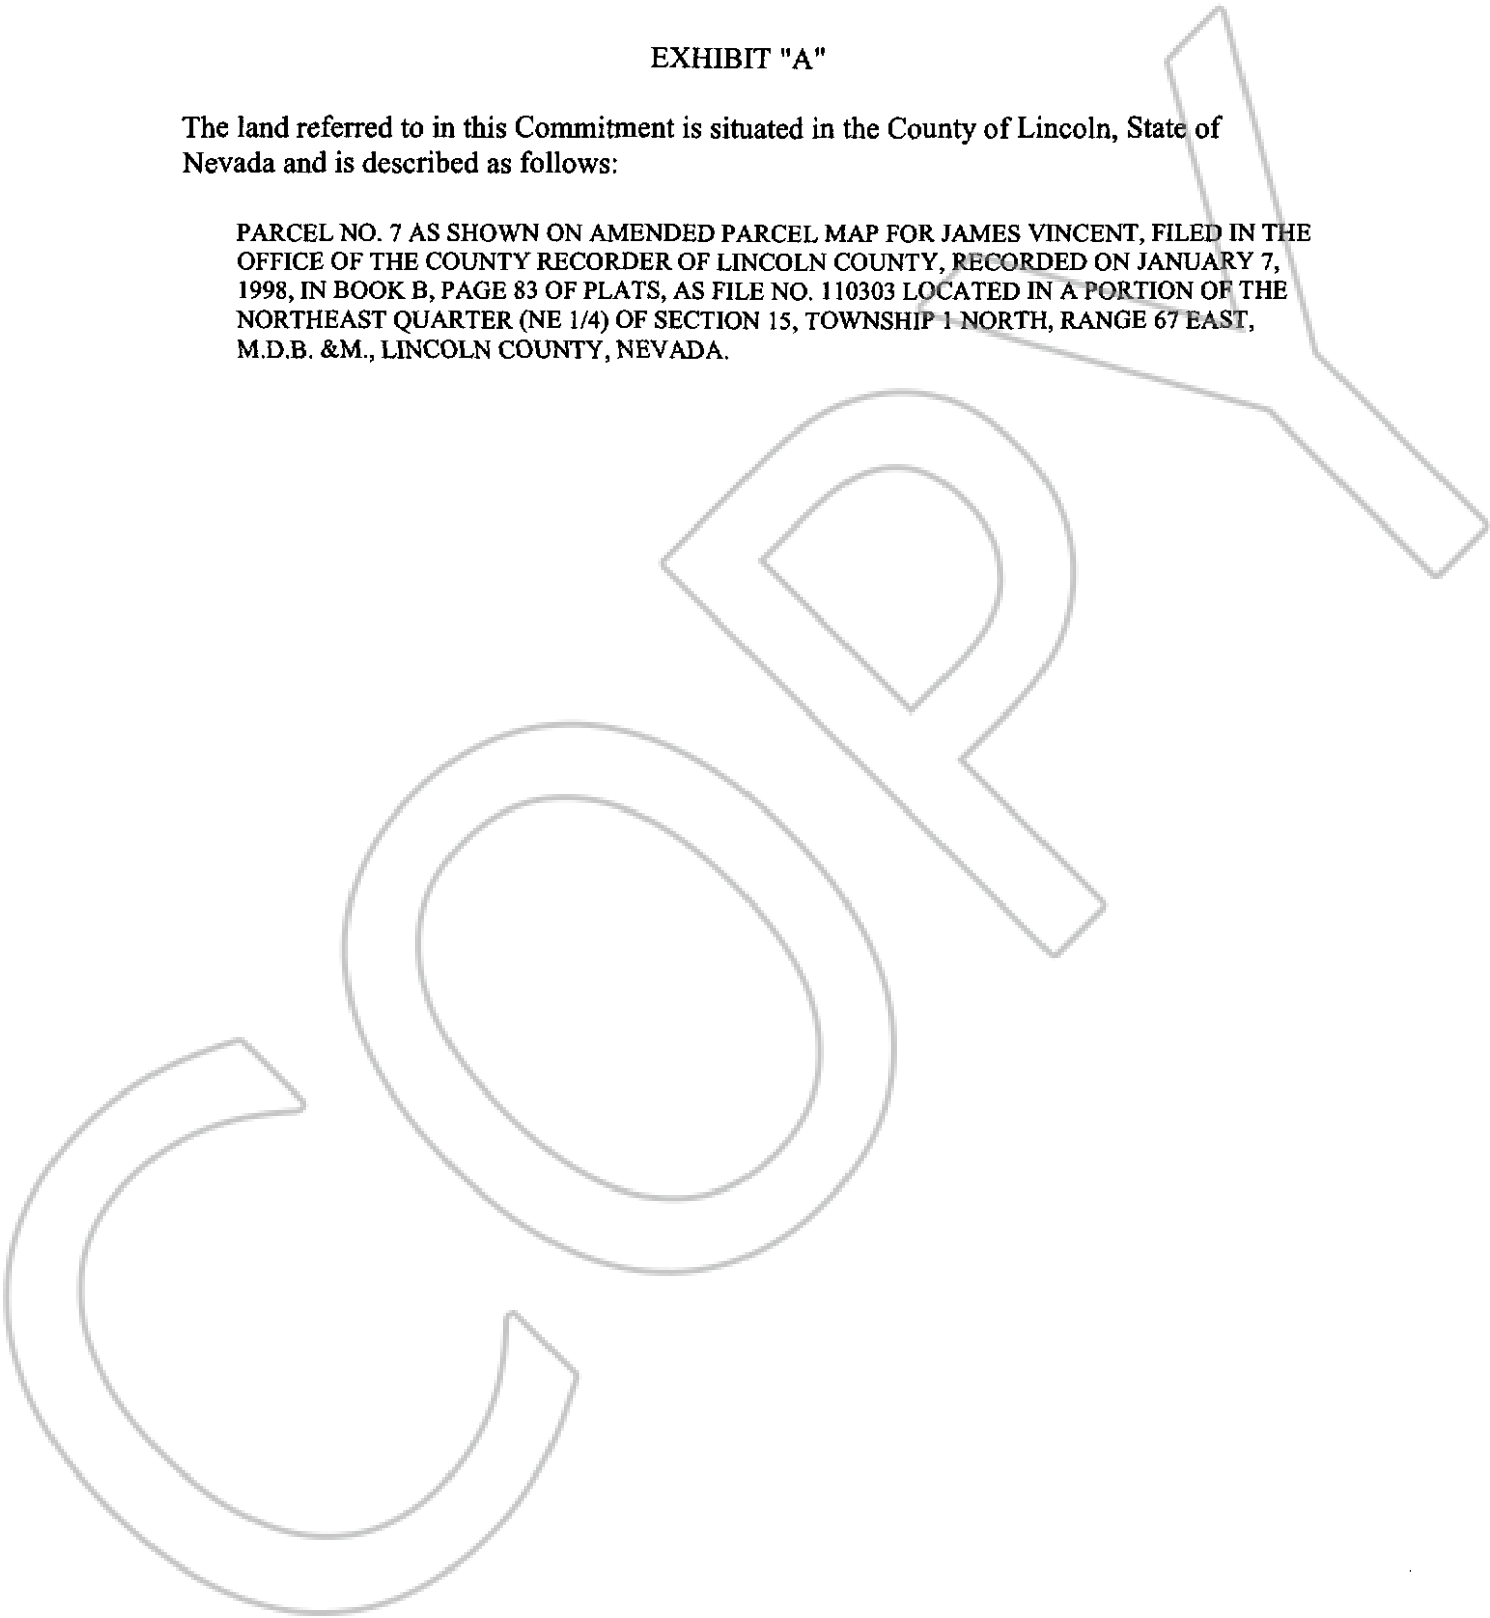 EXHIBIT "A"
The land referred to in this Commitment is situated in the County of Lincoln, State of
Nevada and is described as follows:
PARCEL NO. 7 AS SHOWN ON AMENDED PARCEL MAP FOR JAMES VINCENT, FILED IN THE
OFFICE OF THE COUNTY RECORDER OF LINCOLN COUNTY, RECORDED ON JANUARY 7,
1998, IN BOOK B, PAGE 83 OF PLATS, AS FILE NO. 110303 LOCATED IN A PORTION OF THE
NORTHEAST QUARTER (NE 1/4) OF SECTION 15, TOWNSHIP 1 NORTH, RANGE 67 EAST,
M.D.B. &M., LINCOLN COUNTY, NEVADA.
COPY